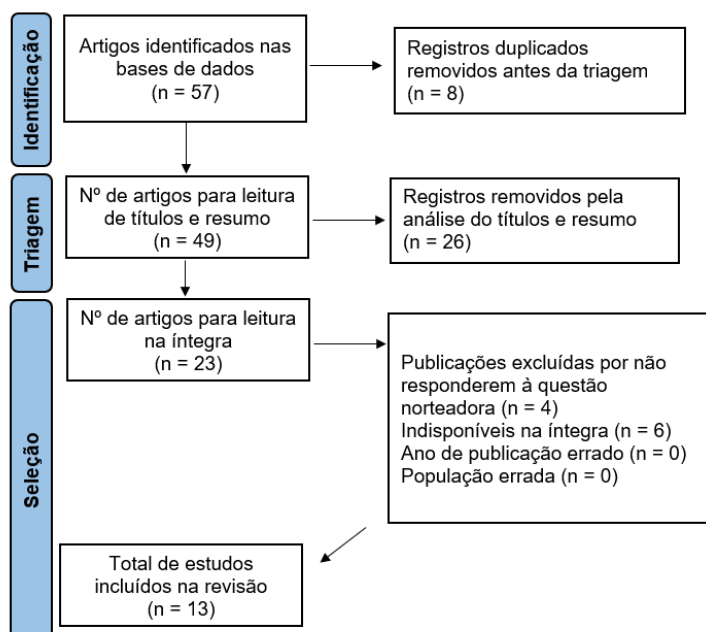 Identificação
Artigos identificados nas
bases de dados
(n = 57)
Registros duplicados
removidos antes da triagem
(n = 8)
Triagem
Nº de artigos para leitura
de títulos e resumo
(n = 49)
Registros removidos pela
análise do títulos e resumo
(n = 26)
Seleção
Nº de artigos para leitura
na íntegra
(n = 23)
Publicações excluídas por não
responderem à questão
norteadora (n = 4)
Indisponíveis na íntegra (n = 6)
Ano de publicação errado (n = 0)
População errada (n = 0)
Total de estudos
incluídos na revisão
(n = 13)